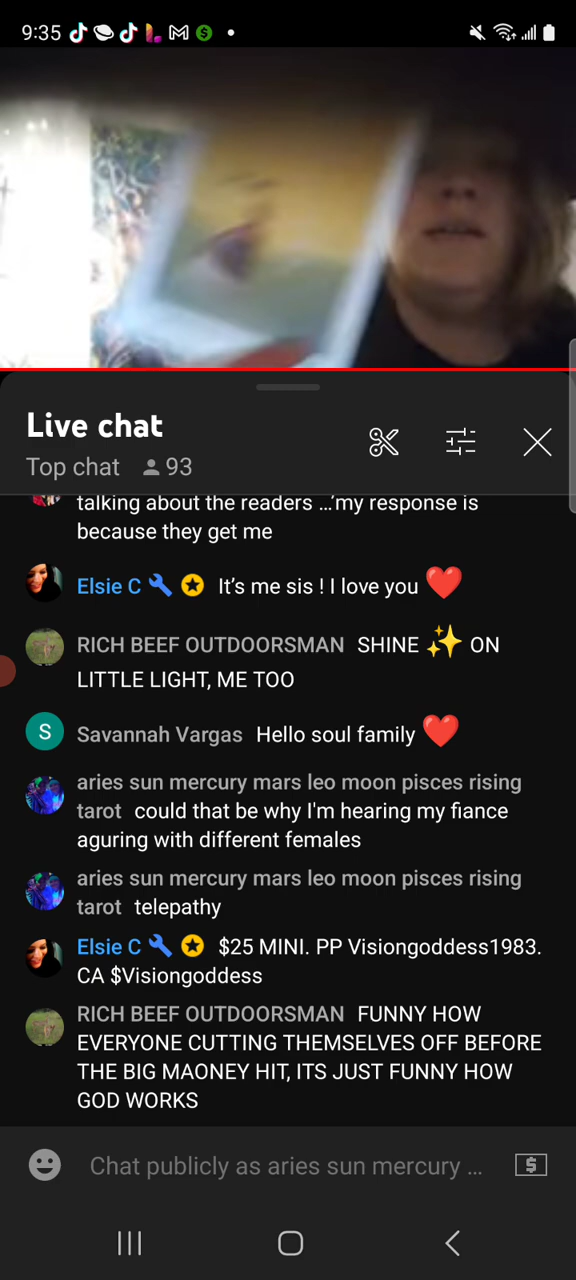 9:35
Live chat
Top chat 93
talking about the readers ...'my response is
because they get me
Elsie C It's me sis ! I love you ❤️
RICH BEEF OUTDOORSMAN SHINE ✨ ON
LITTLE LIGHT, ME TOO
S Savannah Vargas Hello soul family ❤️
aries sun mercury mars leo moon pisces rising
tarot could that be why I'm hearing my fiance
aguring with different females
aries sun mercury mars leo moon pisces rising
tarot telepathy
Elsie C $25 MINI. PP Visiongoddess1983.
CA $Visiongoddess
RICH BEEF OUTDOORSMAN FUNNY HOW
EVERYONE CUTTING THEMSELVES OFF BEFORE
THE BIG MAONEY HIT, ITS JUST FUNNY HOW
GOD WORKS
Chat publicly as aries sun mercury ...